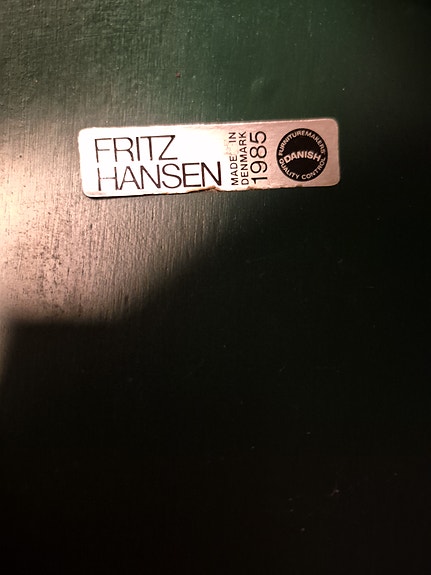 FRITZ
HANSEN
MADE IN
DENMARK
1985
FURNITUREMAKERS
DANISH
QUALITY CONTROL